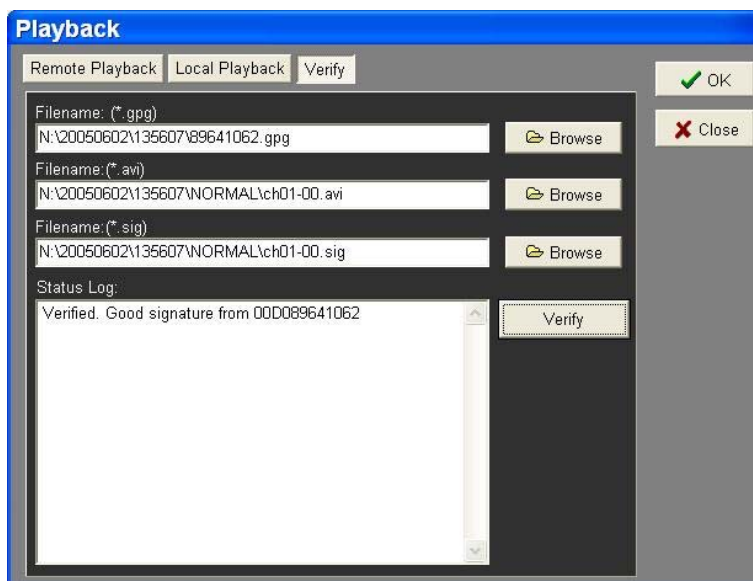 Playback
Remote Playback Local Playback Verify
OK
Filename: (*.gpg)
N:\20050602\135607\89641062.gpg Browse
Close
Filename:(*.avi)
N:\20050602\135607\NORMAL\ch01-00.avi Browse
Filename:(*.sig)
N:\20050602\135607\NORMAL\ch01-00.sig Browse
Status Log:
Verified. Good signature from 00D089641062
Verify